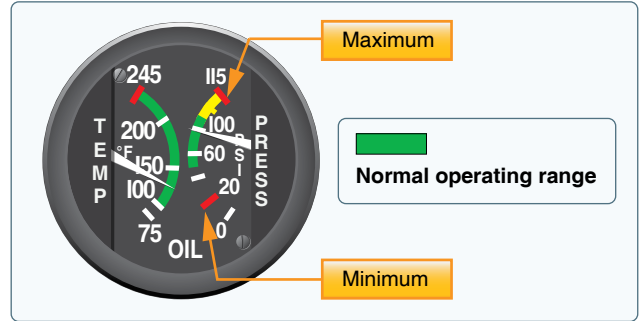 Maximum
245
115
200
100
°F
150
60
100
20
75
0
TEMP
PRESS
PSI
OIL
Normal operating range
Minimum